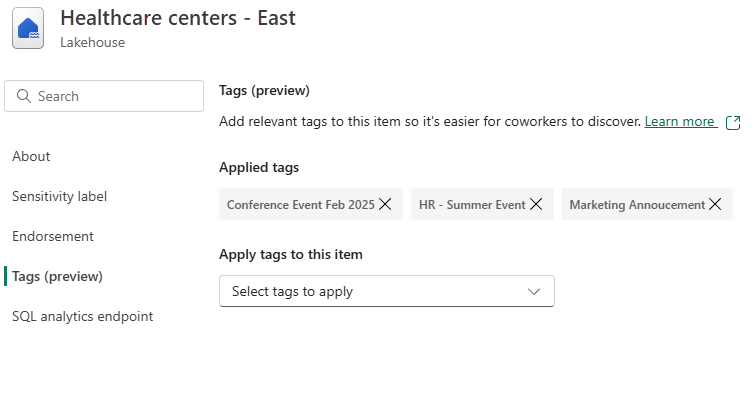 Healthcare centers - East
Lakehouse
Search
About
Sensitivity label
Endorsement
Tags (preview)
SQL analytics endpoint
Tags (preview)
Add relevant tags to this item so it's easier for coworkers to discover. Learn more
Applied tags
Conference Event Feb 2025 HR - Summer Event Marketing Annoucement
Apply tags to this item
Select tags to apply